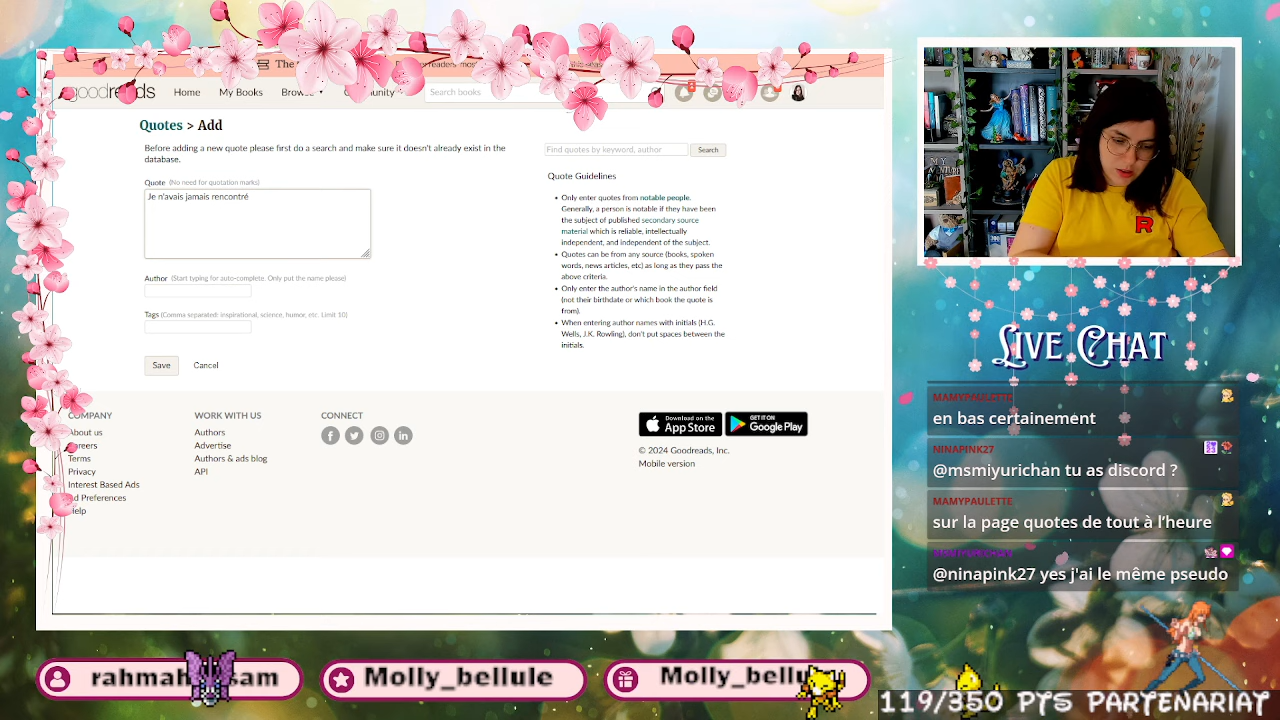 The
readers
most
goodreads
Home
My Books
Browse
Community
Search books
Quotes > Add
Before adding a new quote please first do a search and make sure it doesn't already exist in the
database.
Quote (No need for quotation marks)
Je n'avais jamais rencontré
Author (Start typing for auto-complete. Only put the name please)
Tags (Comma separated: inspirational, science, humor, etc. Limit 10)
Save
Cancel
Find quotes by keyword, author
Search
Quote Guidelines
• Only enter quotes from notable people.
Generally, a person is notable if they have been
the subject of published secondary source
material which is reliable, intellectually
independent, and independent of the subject.
• Quotes can be from any source (books, spoken
words, news articles, etc) as long as they pass the
above criteria.
• Only enter the author's name in the author field
(not their birthdate or which book the quote is
from).
• When entering author names with initials (H.G.
Wells, J.K. Rowling), don't put spaces between the
initials.
COMPANY
About us
Careers
Terms
Privacy
Interest Based Ads
Ad Preferences
Help
WORK WITH US
Authors
Advertise
Authors & ads blog
API
CONNECT
Download on the
App Store
GET IT ON
Google Play
© 2024 Goodreads, Inc.
Mobile version
R
LIVE CHAT
MAMYPAULETTE
en bas certainement
NINAPINK27
@msmiyurichan tu as discord ?
MAMYPAULETTE
sur la page quotes de tout à l'heure
MSMIYURICHAN
@ninapink27 yes j'ai le même pseudo
Molly_bellule
119/350 PTS PARTENARIAT